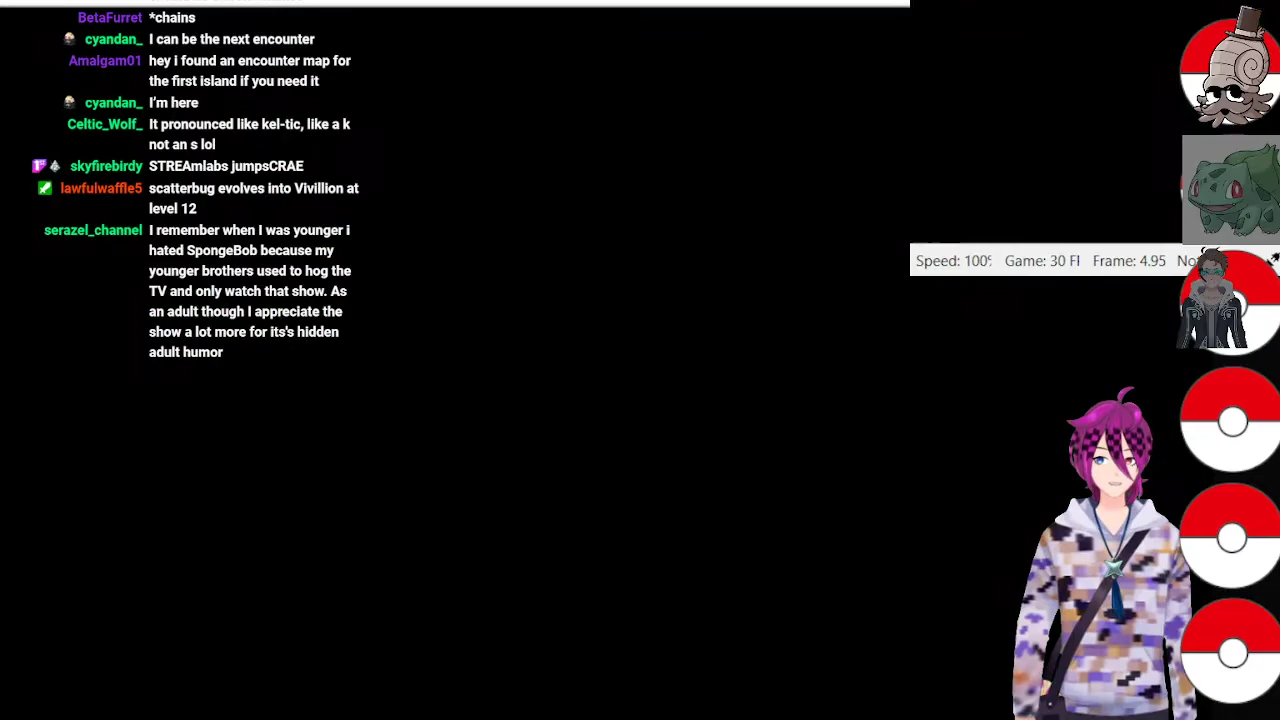 BetaFurret *chains
cyandan_ I can be the next encounter
Amalgam01 hey i found an encounter map for
the first island if you need it
cyandan_ I'm here
Celtic_Wolf_ It pronounced like kel-tic, like a k
not an s lol
skyfirebirdy STREAmlabs jumpsCRAE
lawfulwaffle5 scatterbug evolves into Vivillion at
level 12
serazel_channel I remember when I was younger i
hated SpongeBob because my
younger brothers used to hog the
TV and only watch that show. As
an adult though I appreciate the
show a lot more for its's hidden
adult humor
Speed: 100% Game: 30 F Frame: 4.95 No